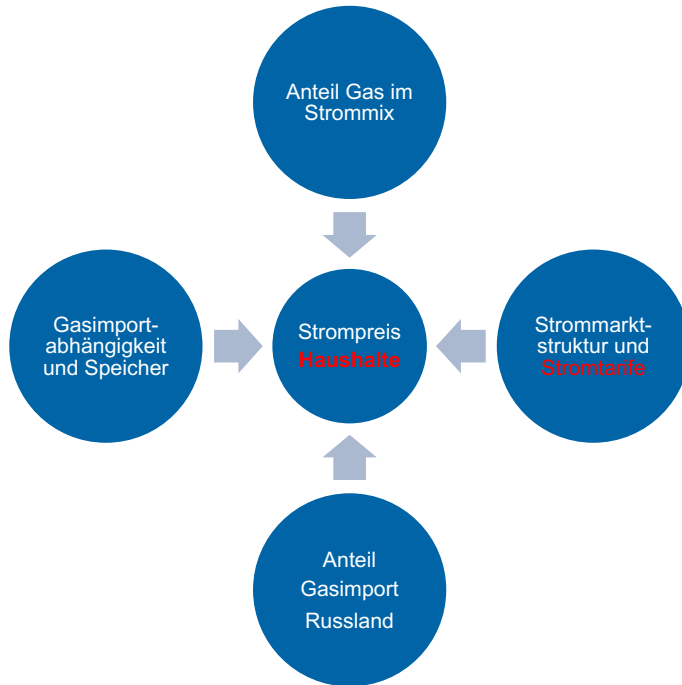 Anteil Gas im
Strommix
Gasimport-
abhängigkeit
und Speicher
Strompreis
Haushalte
Strommarkt-
struktur und
Stromtarife
Anteil
Gasimport
Russland